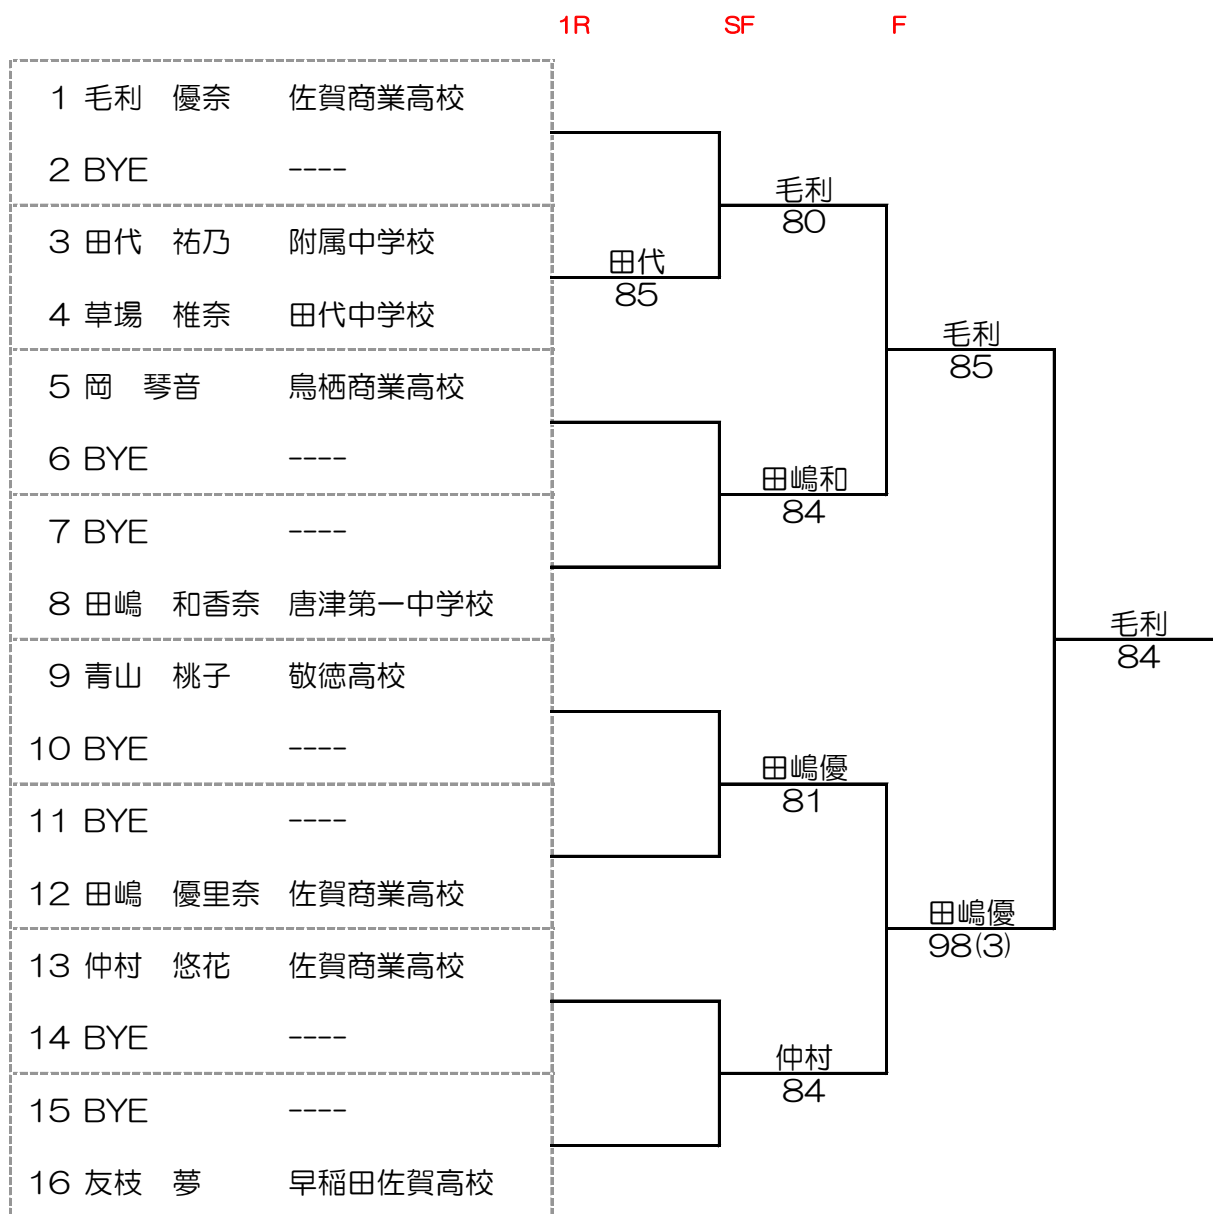 1R SF F
1 毛利 優奈 佐賀商業高校
2 BYE ----
毛利
80
3 田代 祐乃 附属中学校
田代
85
4 草場 椎奈 田代中学校
毛利
85
5 岡 琴音 鳥栖商業高校
6 BYE ----
田嶋和
84
7 BYE ----
8 田嶋 和香奈 唐津第一中学校
毛利
84
9 青山 桃子 敬徳高校
10 BYE ----
田嶋優
81
11 BYE ----
12 田嶋 優里奈 佐賀商業高校
田嶋優
98(3)
13 仲村 悠花 佐賀商業高校
14 BYE ----
仲村
84
15 BYE ----
16 友枝 夢 早稲田佐賀高校